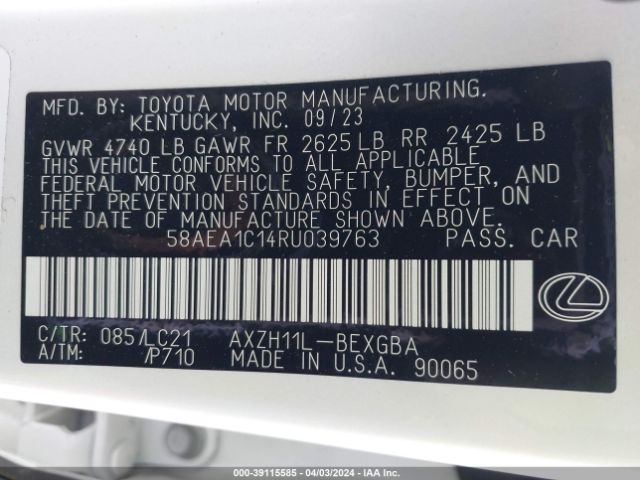 MFD. BY: TOYOTA MOTOR MANUFACTURING.
KENTUCKY, INC. 09/23
GVWR 4740 LB GAWR FR 2625 LB RR 2425 LB
THIS VEHICLE CONFORMS TO ALL APPLICABLE
FEDERAL MOTOR VEHICLE SAFETY, BUMPER, AND
THEFT PREVENTION STANDARDS IN EFFECT ON
THE DATE OF MANUFACTURE SHOWN ABOVE.
58AEA1C14RU039763 PASS. CAR
C/TR: 085/LC21 AXZH11L-BEXGBA
A/TM: /P710 MADE IN U.S.A. 90065
000-39115585 - 04/03/2024 - IAA Inc.